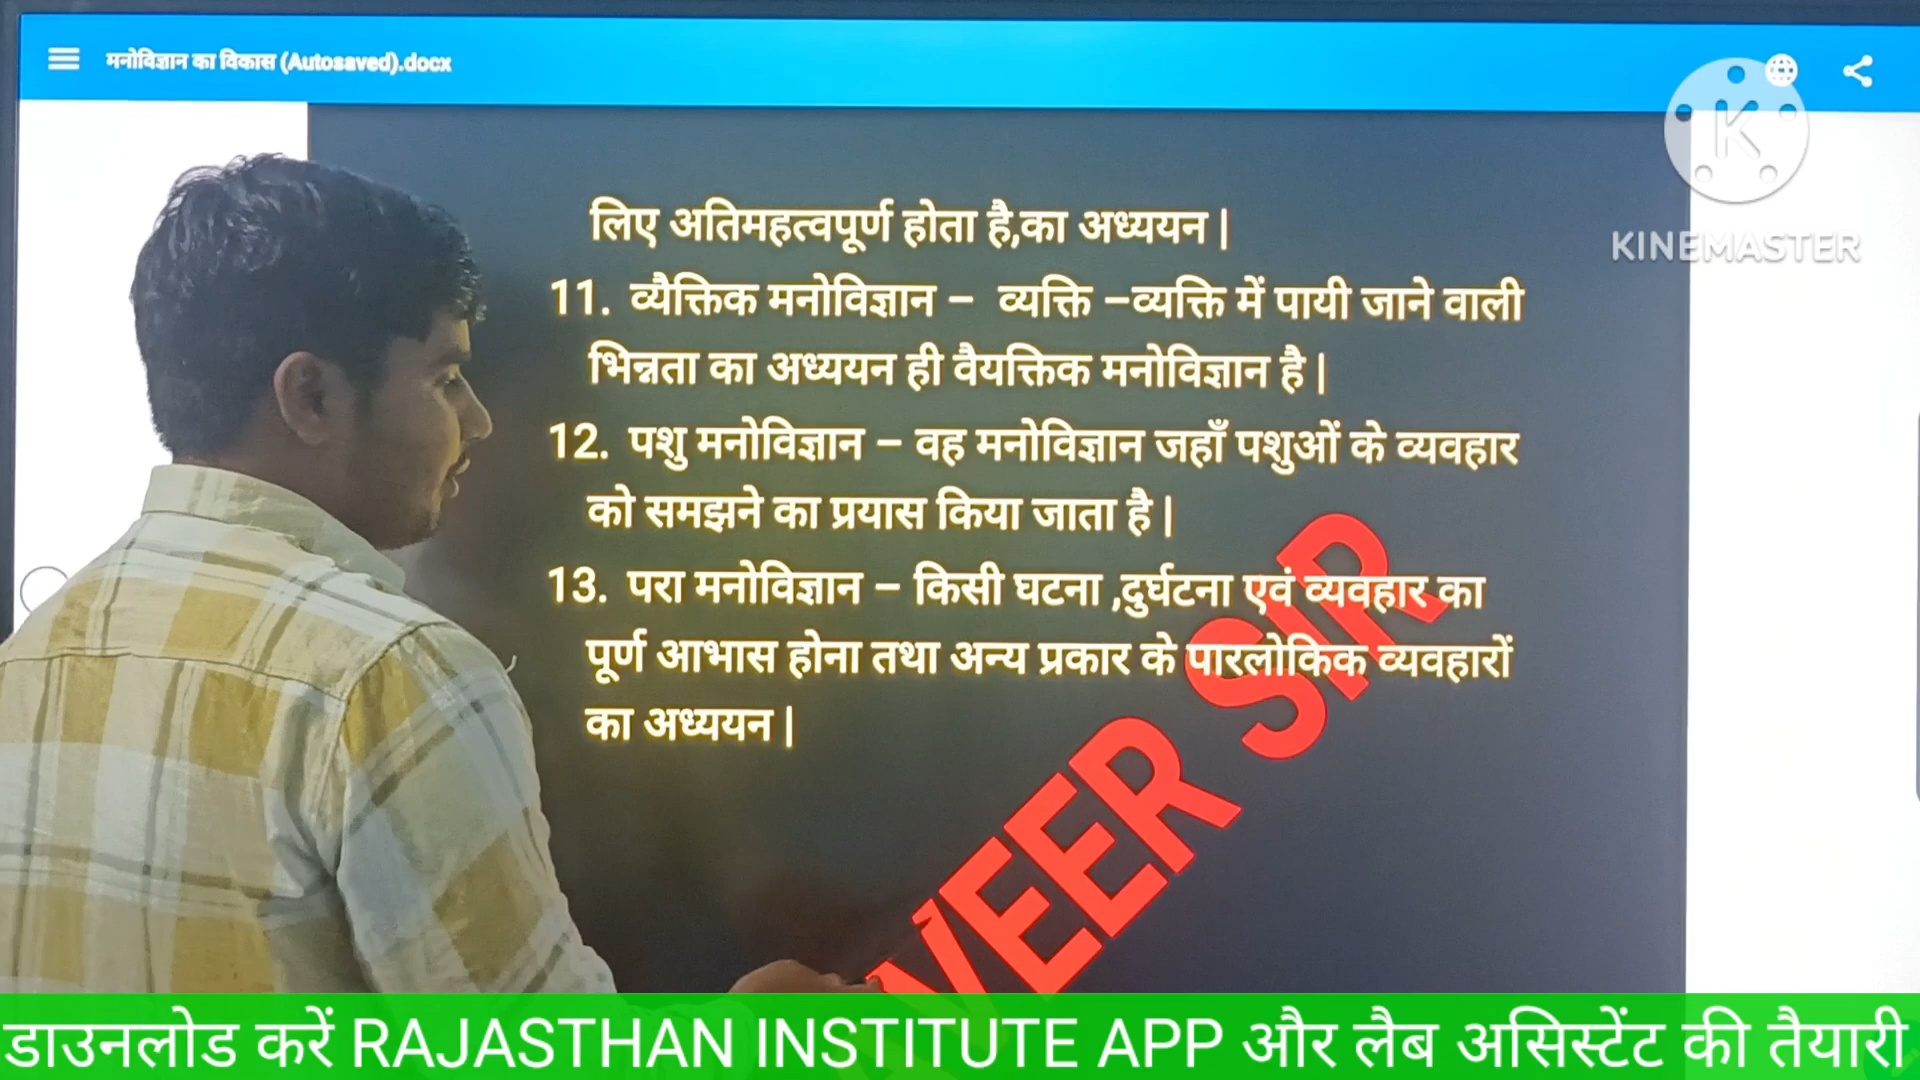 मनोविज्ञान का विकास (Autosaved).docx
KINEMASTER
लिए अतिमहत्वपूर्ण होता है,का अध्ययन |
11. व्यैक्तिक मनोविज्ञान – व्यक्ति –व्यक्ति में पायी जाने वाली
भिन्नता का अध्ययन ही वैयक्तिक मनोविज्ञान है |
12. पशु मनोविज्ञान – वह मनोविज्ञान जहाँ पशुओं के व्यवहार
को समझने का प्रयास किया जाता है |
13. परा मनोविज्ञान – किसी घटना ,दुर्घटना एवं व्यवहार का
पूर्ण आभास होना तथा अन्य प्रकार के पारलोकिक व्यवहारों
का अध्ययन |
VEER SIR
डाउनलोड करें RAJASTHAN INSTITUTE APP और लैब असिस्टेंट की तैयारी